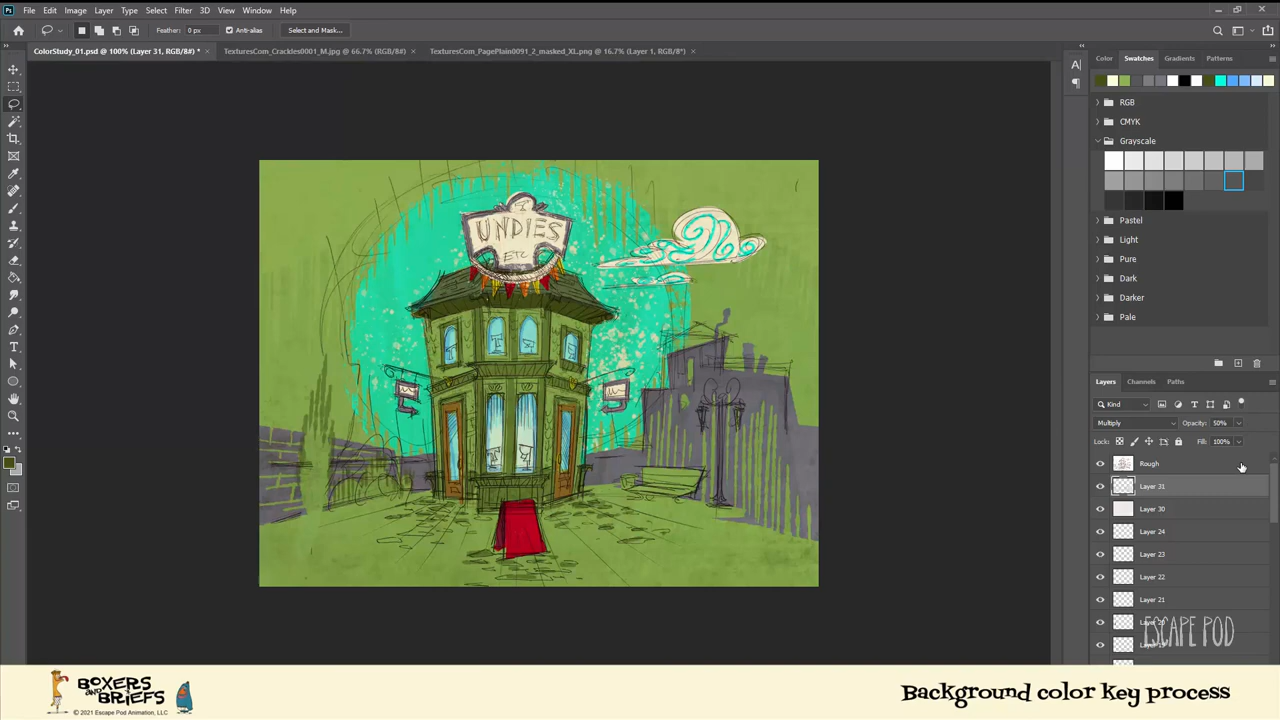 Ps File Edit Image Layer Type Select Filter 3D View Window Help
Feather: 0 px Anti-alias Select and Mask...
ColorStudy_01.psd @ 100% (Layer 31, RGB/8#) * × TexturesCom_Crackles0001_M.jpg @ 66.7% (RGB/8#) × TexturesCom_PagePlain0091_2_masked_XL.png @ 16.7% (Layer 1, RGB/8*) ×
Color Swatches Gradients Patterns
RGB
CMYK
Grayscale
Pastel
Light
Pure
Dark
Darker
Pale
UNDIES
ETC
Layers Channels Paths
Kind
Multiply Opacity: 50%
Lock: Fill: 100%
Rough
Layer 31
Layer 30
Layer 24
Layer 23
Layer 22
Layer 21
ESCAPE POD
BOXERS
AND
BRIEFS
© 2021 Escape Pod Animation, LLC
Background color key process